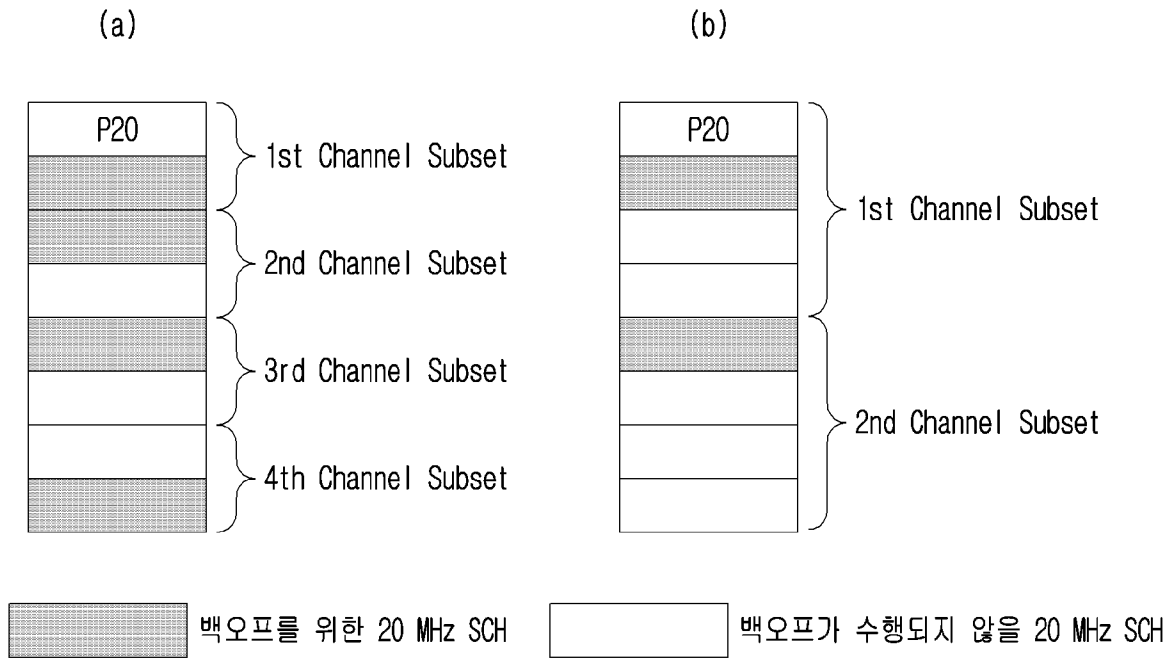 (a)
P20
1st Channel Subset
2nd Channel Subset
3rd Channel Subset
4th Channel Subset
(b)
P20
1st Channel Subset
2nd Channel Subset
백오프를 위한 20 MHz SCH
백오프가 수행되지 않을 20 MHz SCH